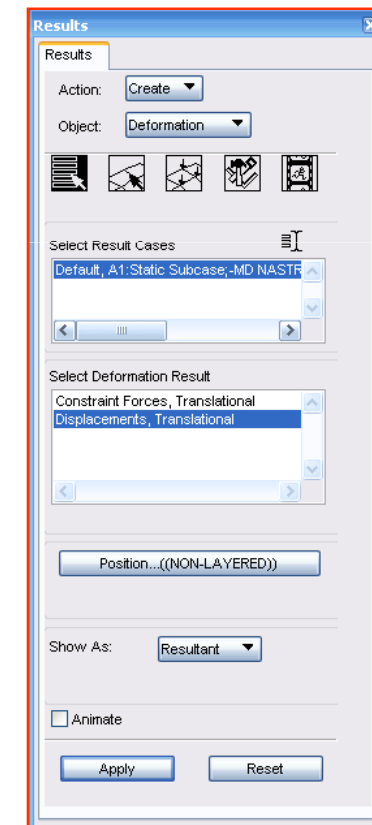 Results
Results
Action: Create
Object: Deformation
Select Result Cases
Default, A1:Static Subcase;-MD NASTR
Select Deformation Result
Constraint Forces, Translational
Displacements, Translational
Position...((NON-LAYERED))
Show As: Resultant
Animate
Apply Reset